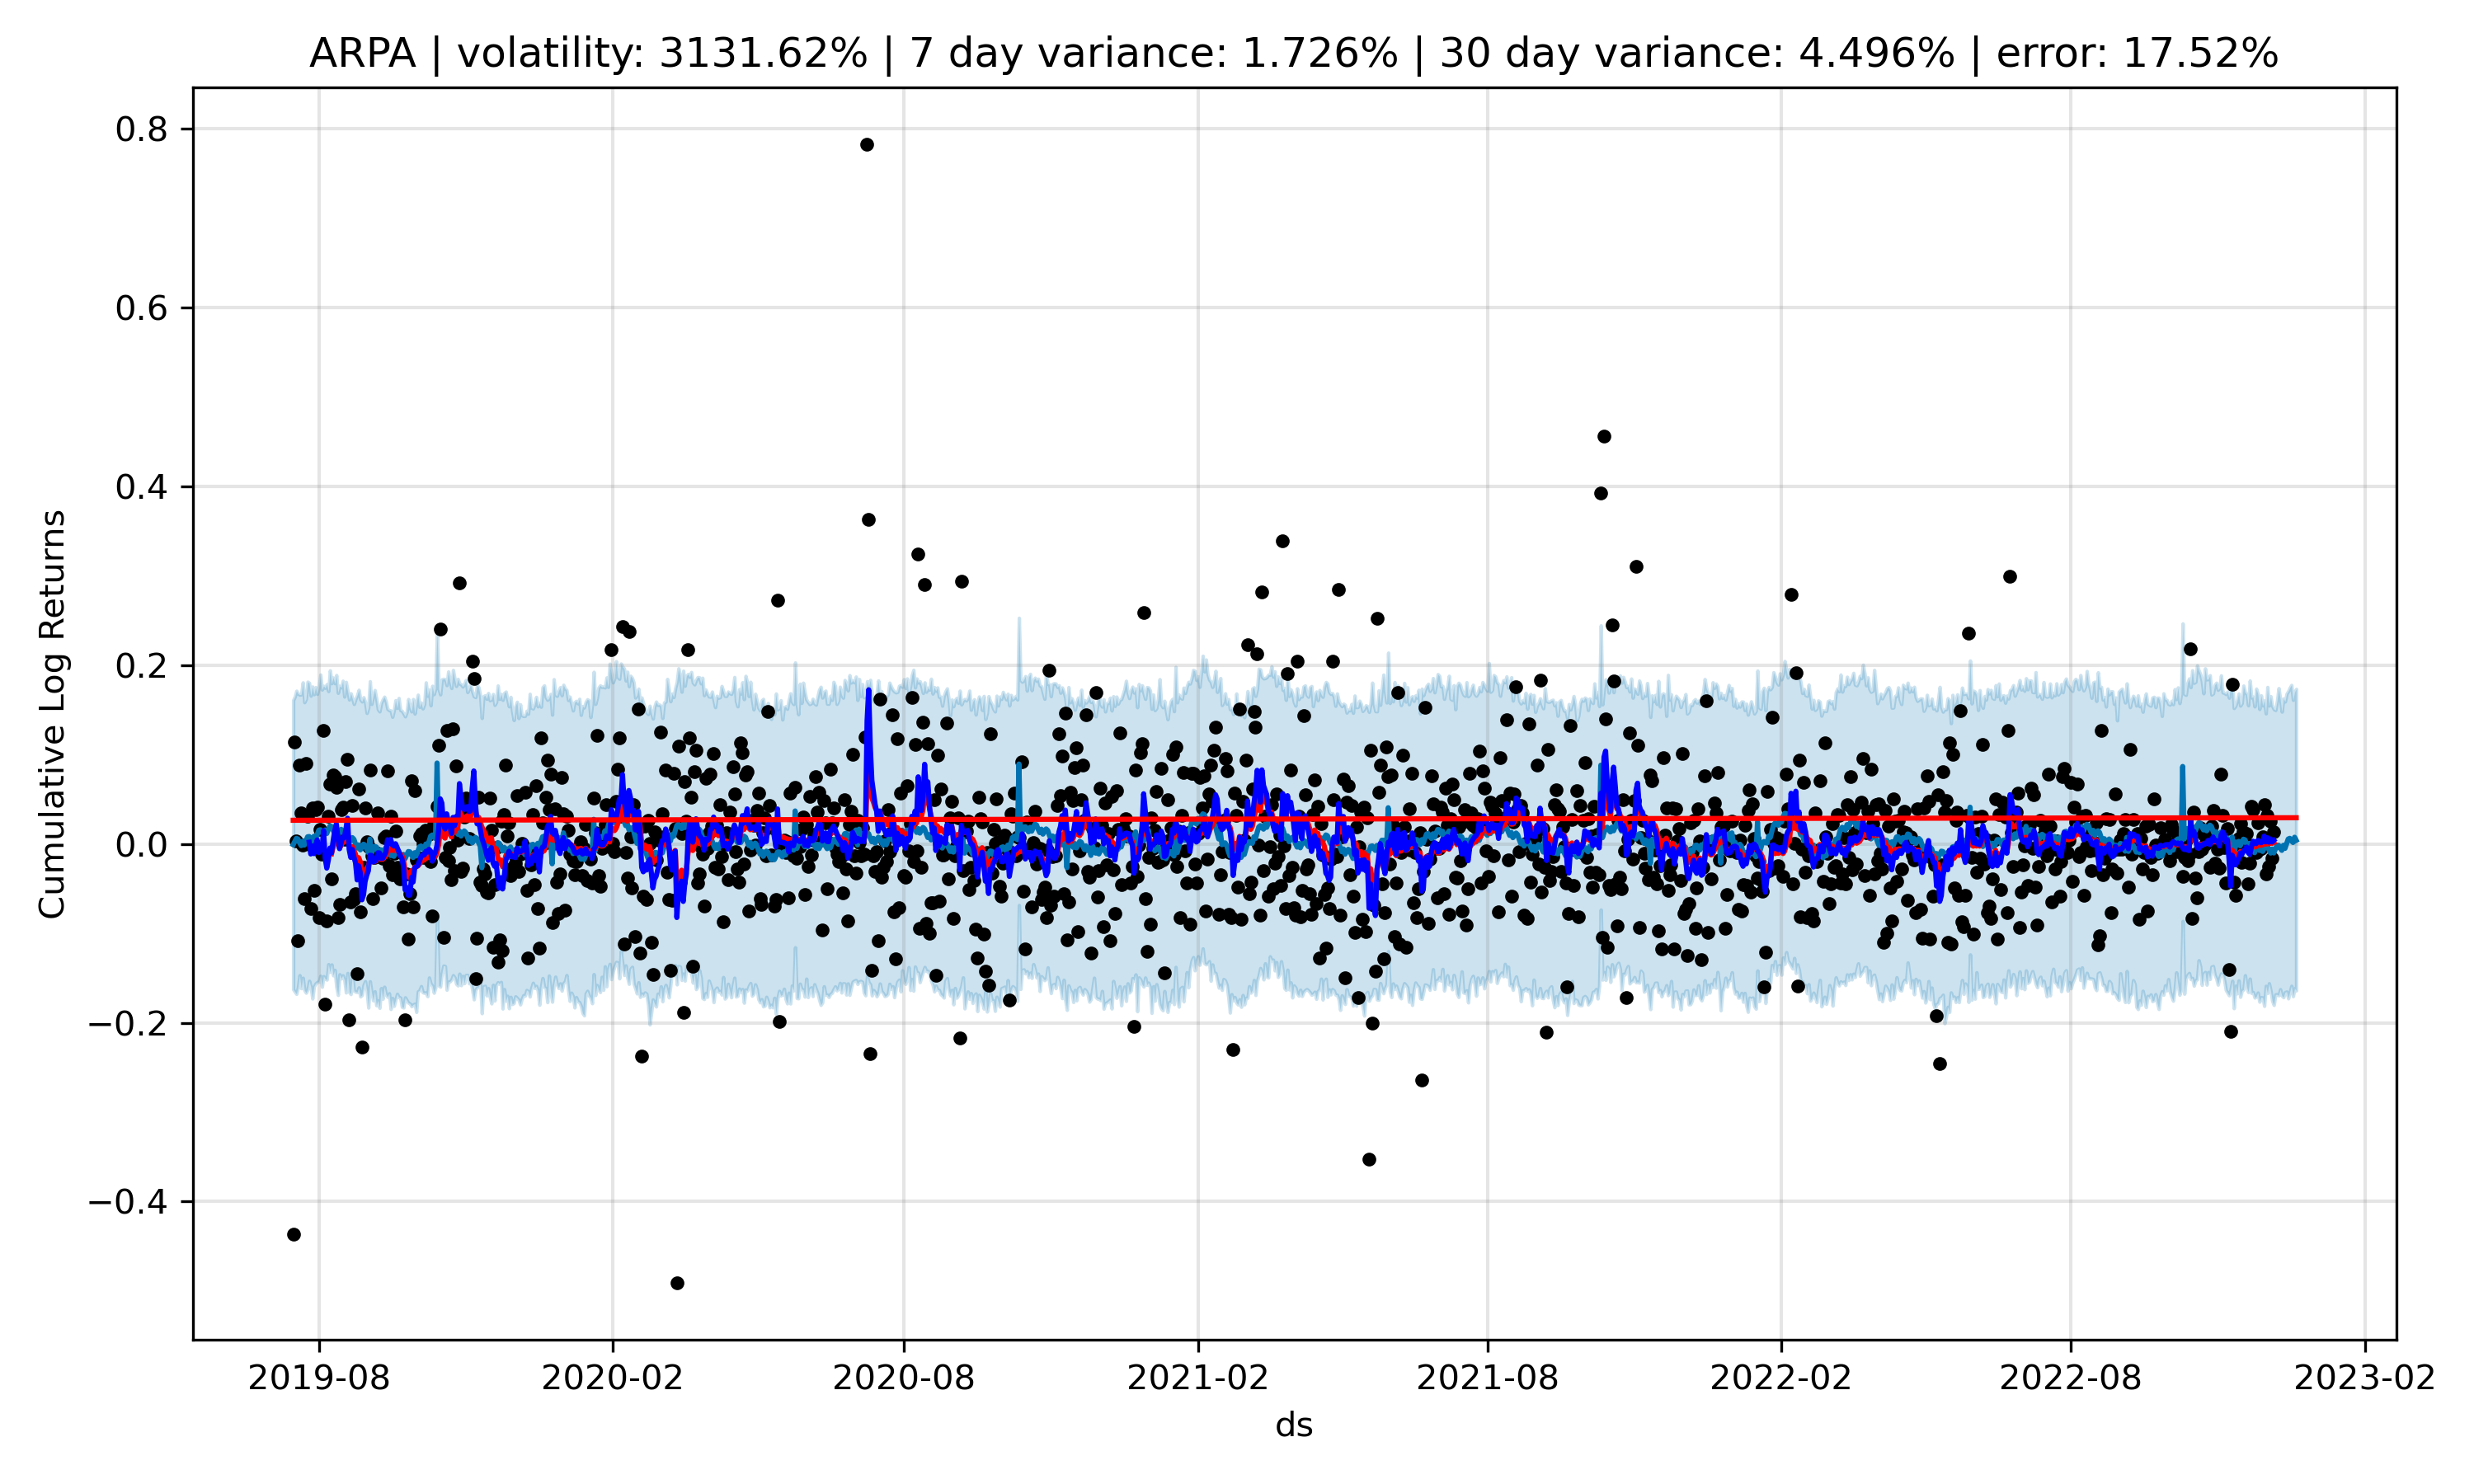 ARPA | volatility: 3131.62% | 7 day variance: 1.726% | 30 day variance: 4.496% | error: 17.52%
0.8
0.6
0.4
0.2
0.0
−0.2
−0.4
Cumulative Log Returns
2019-08 2020-02 2020-08 2021-02 2021-08 2022-02 2022-08 2023-02
ds